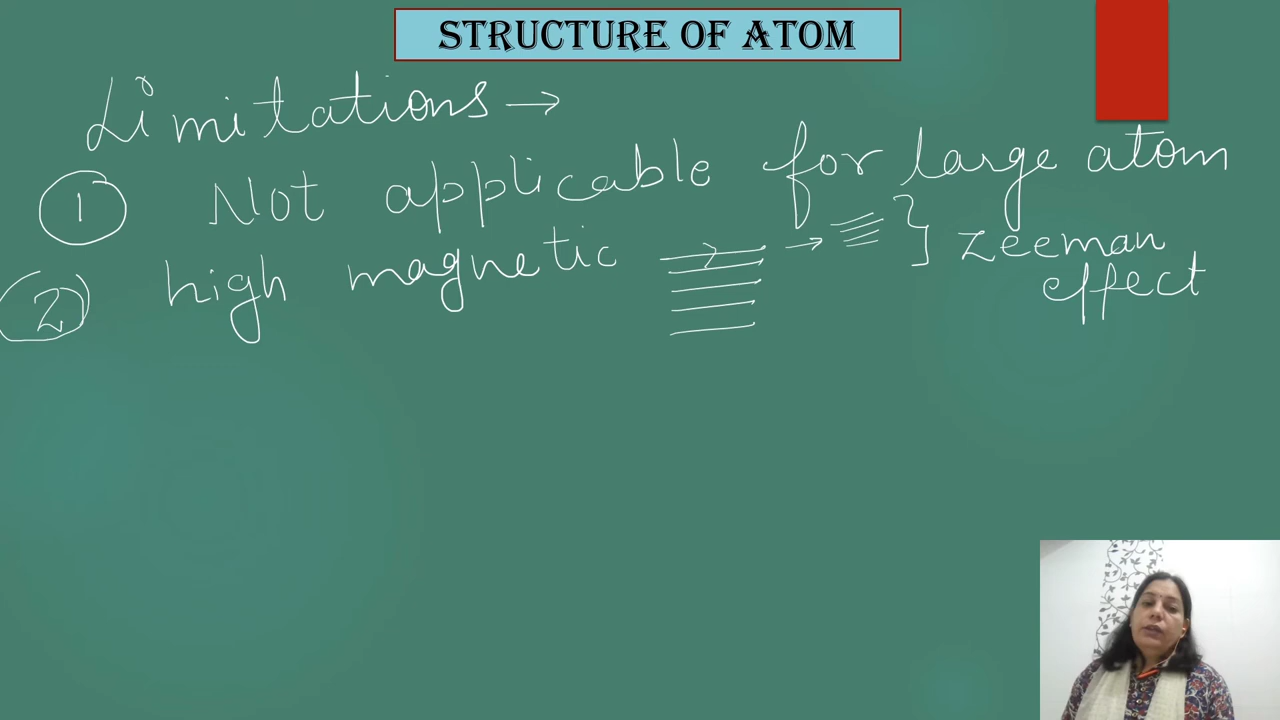 STRUCTURE OF ATOM
Limitations →
① Not applicable for large atom
② high magnetic → → } zeeman
effect